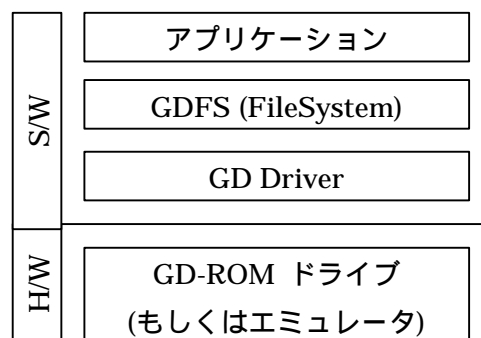 アプリケーション
S/W
GDFS (FileSystem)
GD Driver
H/W
GD-ROM ドライブ
(もしくはエミュレータ)